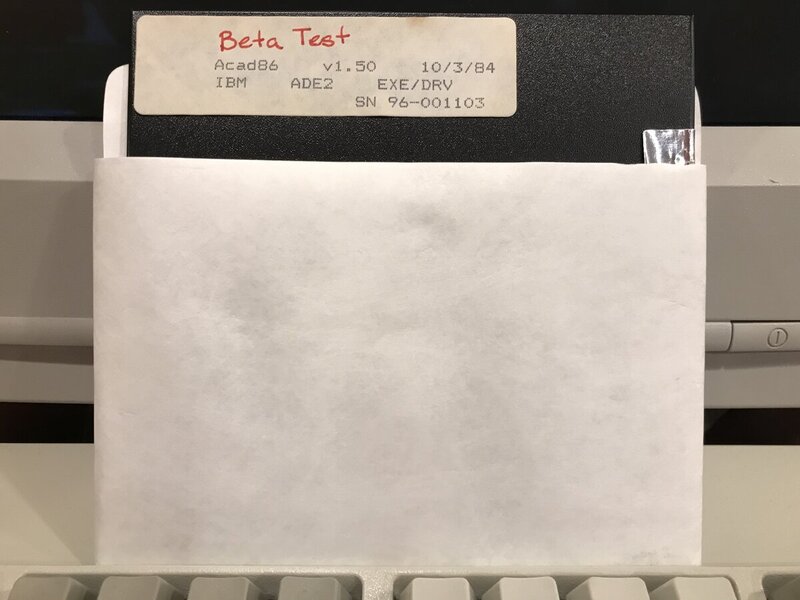 Beta Test
Acad86 v1.50 10/3/84
IBM ADE2 EXE/DRV
SN 96-001103